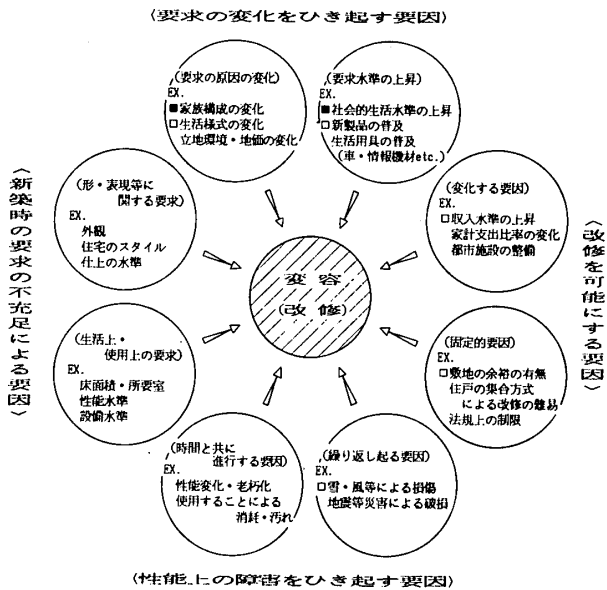 〈要求の変化をひき起す要因〉
(要求の原因の変化)
EX.
■家族構成の変化
□生活様式の変化
立地環境・地価の変化
(要求水準の上昇)
EX.
■社会的生活水準の上昇
□新製品の普及
生活用具の普及
(車・情報機材etc.)
〈新築時の要求の不充足による要因〉
(形・表現等に
関する要求)
EX.
外観
住宅のスタイル
仕上の水準
(生活上・
使用上の要求)
EX.
床面積・所要室
性能水準
設備水準
変容
(改修)
〈改修を可能にする要因〉
(変化する要因)
EX.
□収入水準の上昇
家計支出比率の変化
都市施設の整備
(固定的要因)
EX.
□敷地の余裕の有無
住戸の集合方式
による改修の難易
法規上の制限
(時間と共に
進行する要因)
EX.
性能変化・老朽化
使用することによる
消耗・汚れ
(繰り返し起る要因)
EX.
□雪・風等による損傷
地震等災害による破損
〈性能上の障害をひき起す要因〉